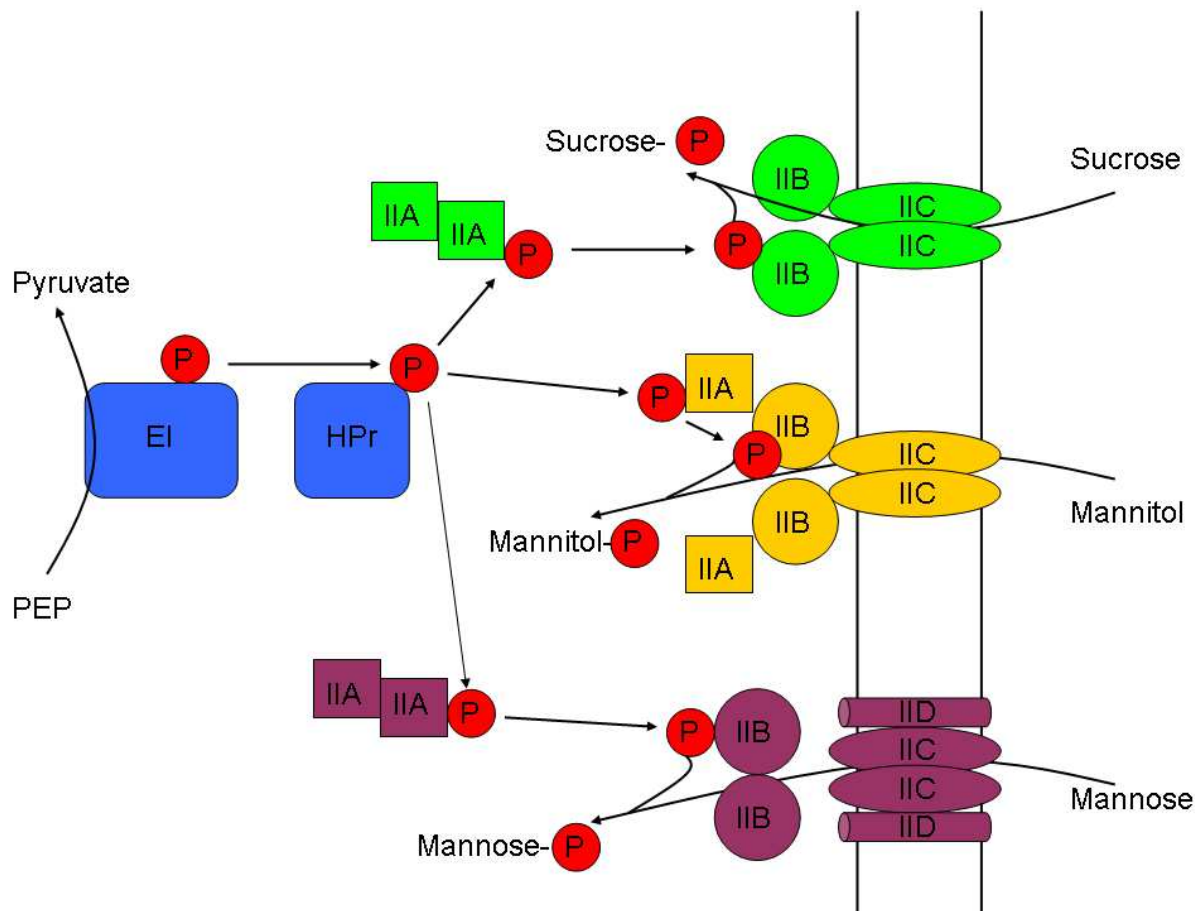 Sucrose- P
IIB
Sucrose
IIA
IIA
P
P
IIB
IIC
IIC
Pyruvate
P
P
EI
HPr
P
IIA
IIB
P
IIC
IIC
Mannitol
Mannitol- P
IIA
IIB
PEP
IIA
IIA
P
P
IIB
IID
IIC
IIC
IID
Mannose
IIB
Mannose- P